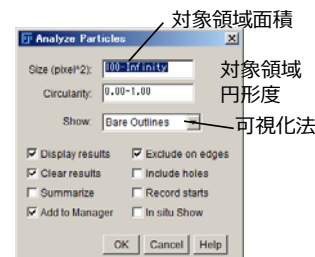 対象領域面積
Analyze Particles
Size (pixel^2): 100-Infinity
対象領域
円形度
Circularity: 0.00-1.00
Show: Bare Outlines
可視化法
Display results Exclude on edges
Clear results Include holes
Summarize Record starts
Add to Manager In situ Show
OK Cancel Help